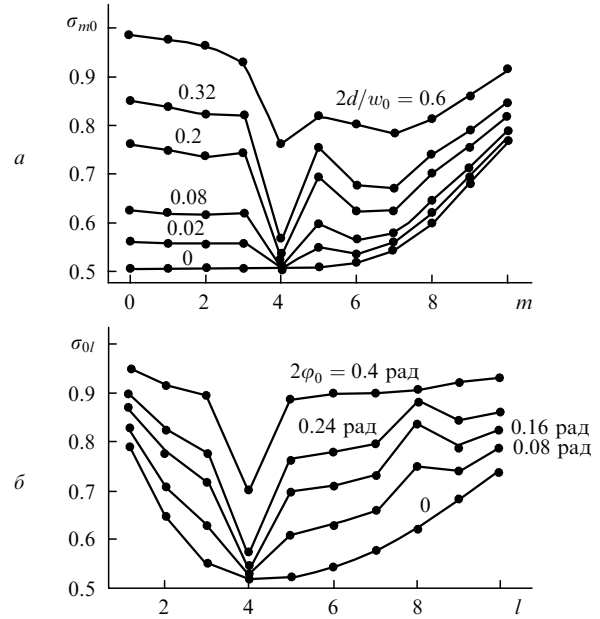 σm0
0.9
0.8
0.7
0.6
0.5
0.32
0.2
0.08
0.02
0
2d/w0 = 0.6
а
0 2 4 6 8 m
σ0l
0.9
0.8
0.7
0.6
0.5
2φ0 = 0.4 рад
0.24 рад
0.16 рад
0.08 рад
0
б
2 4 6 8 l